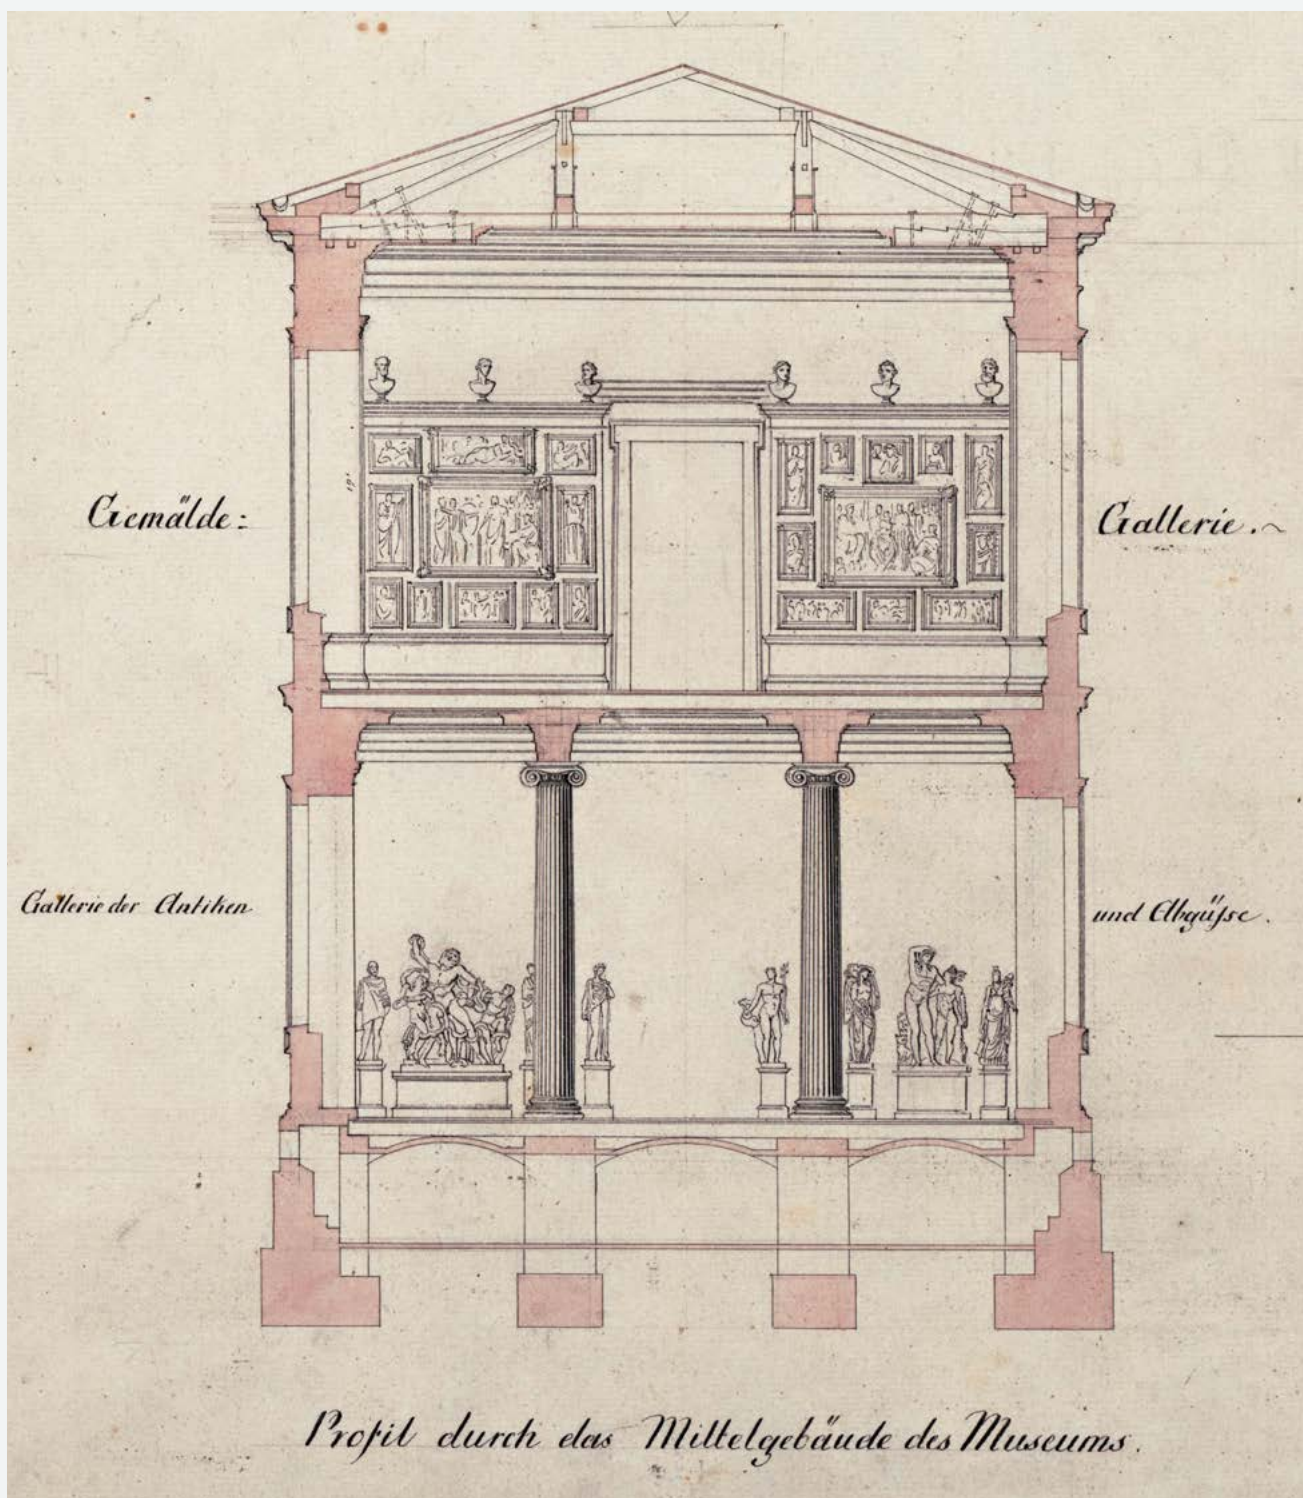 Gemälde:
Gallerie.
Gallerie der Antiken
und Abgüſse.
Profil durch das Mittelgebäude des Museums.